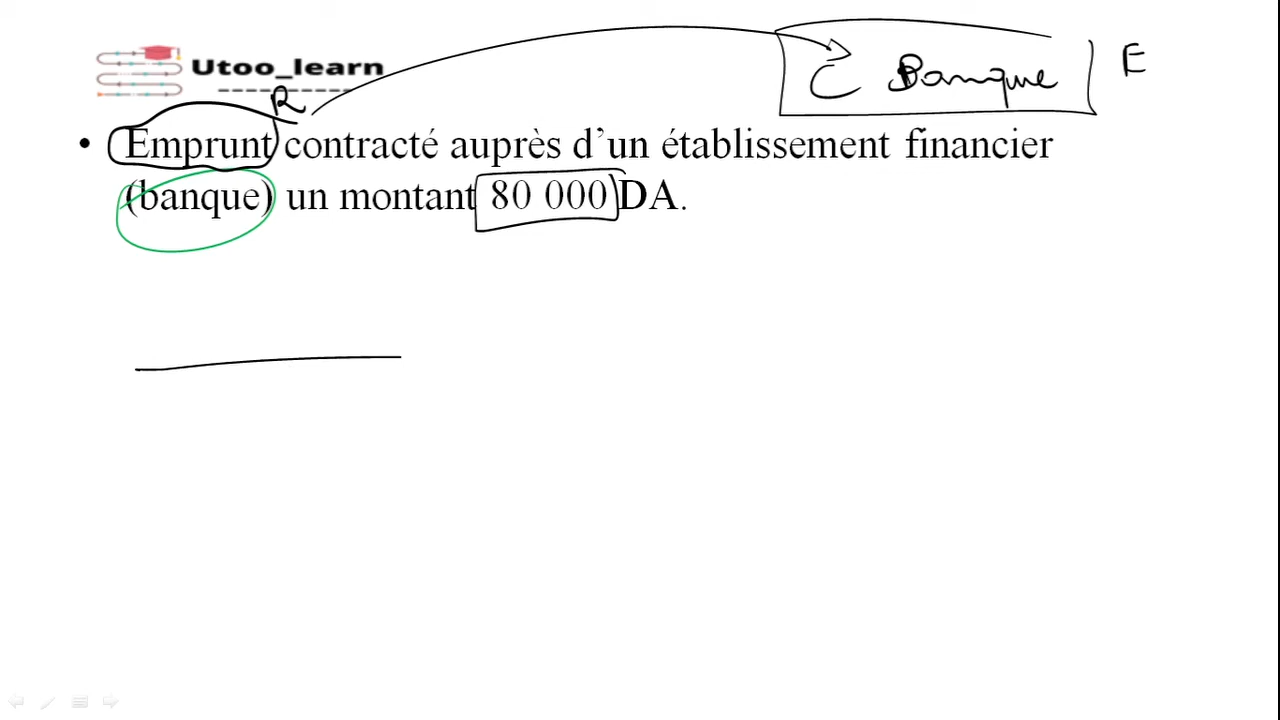 C Banque E
Utoo_learn
R
• Emprunt contracté auprès d’un établissement financier
(banque) un montant 80 000 DA.